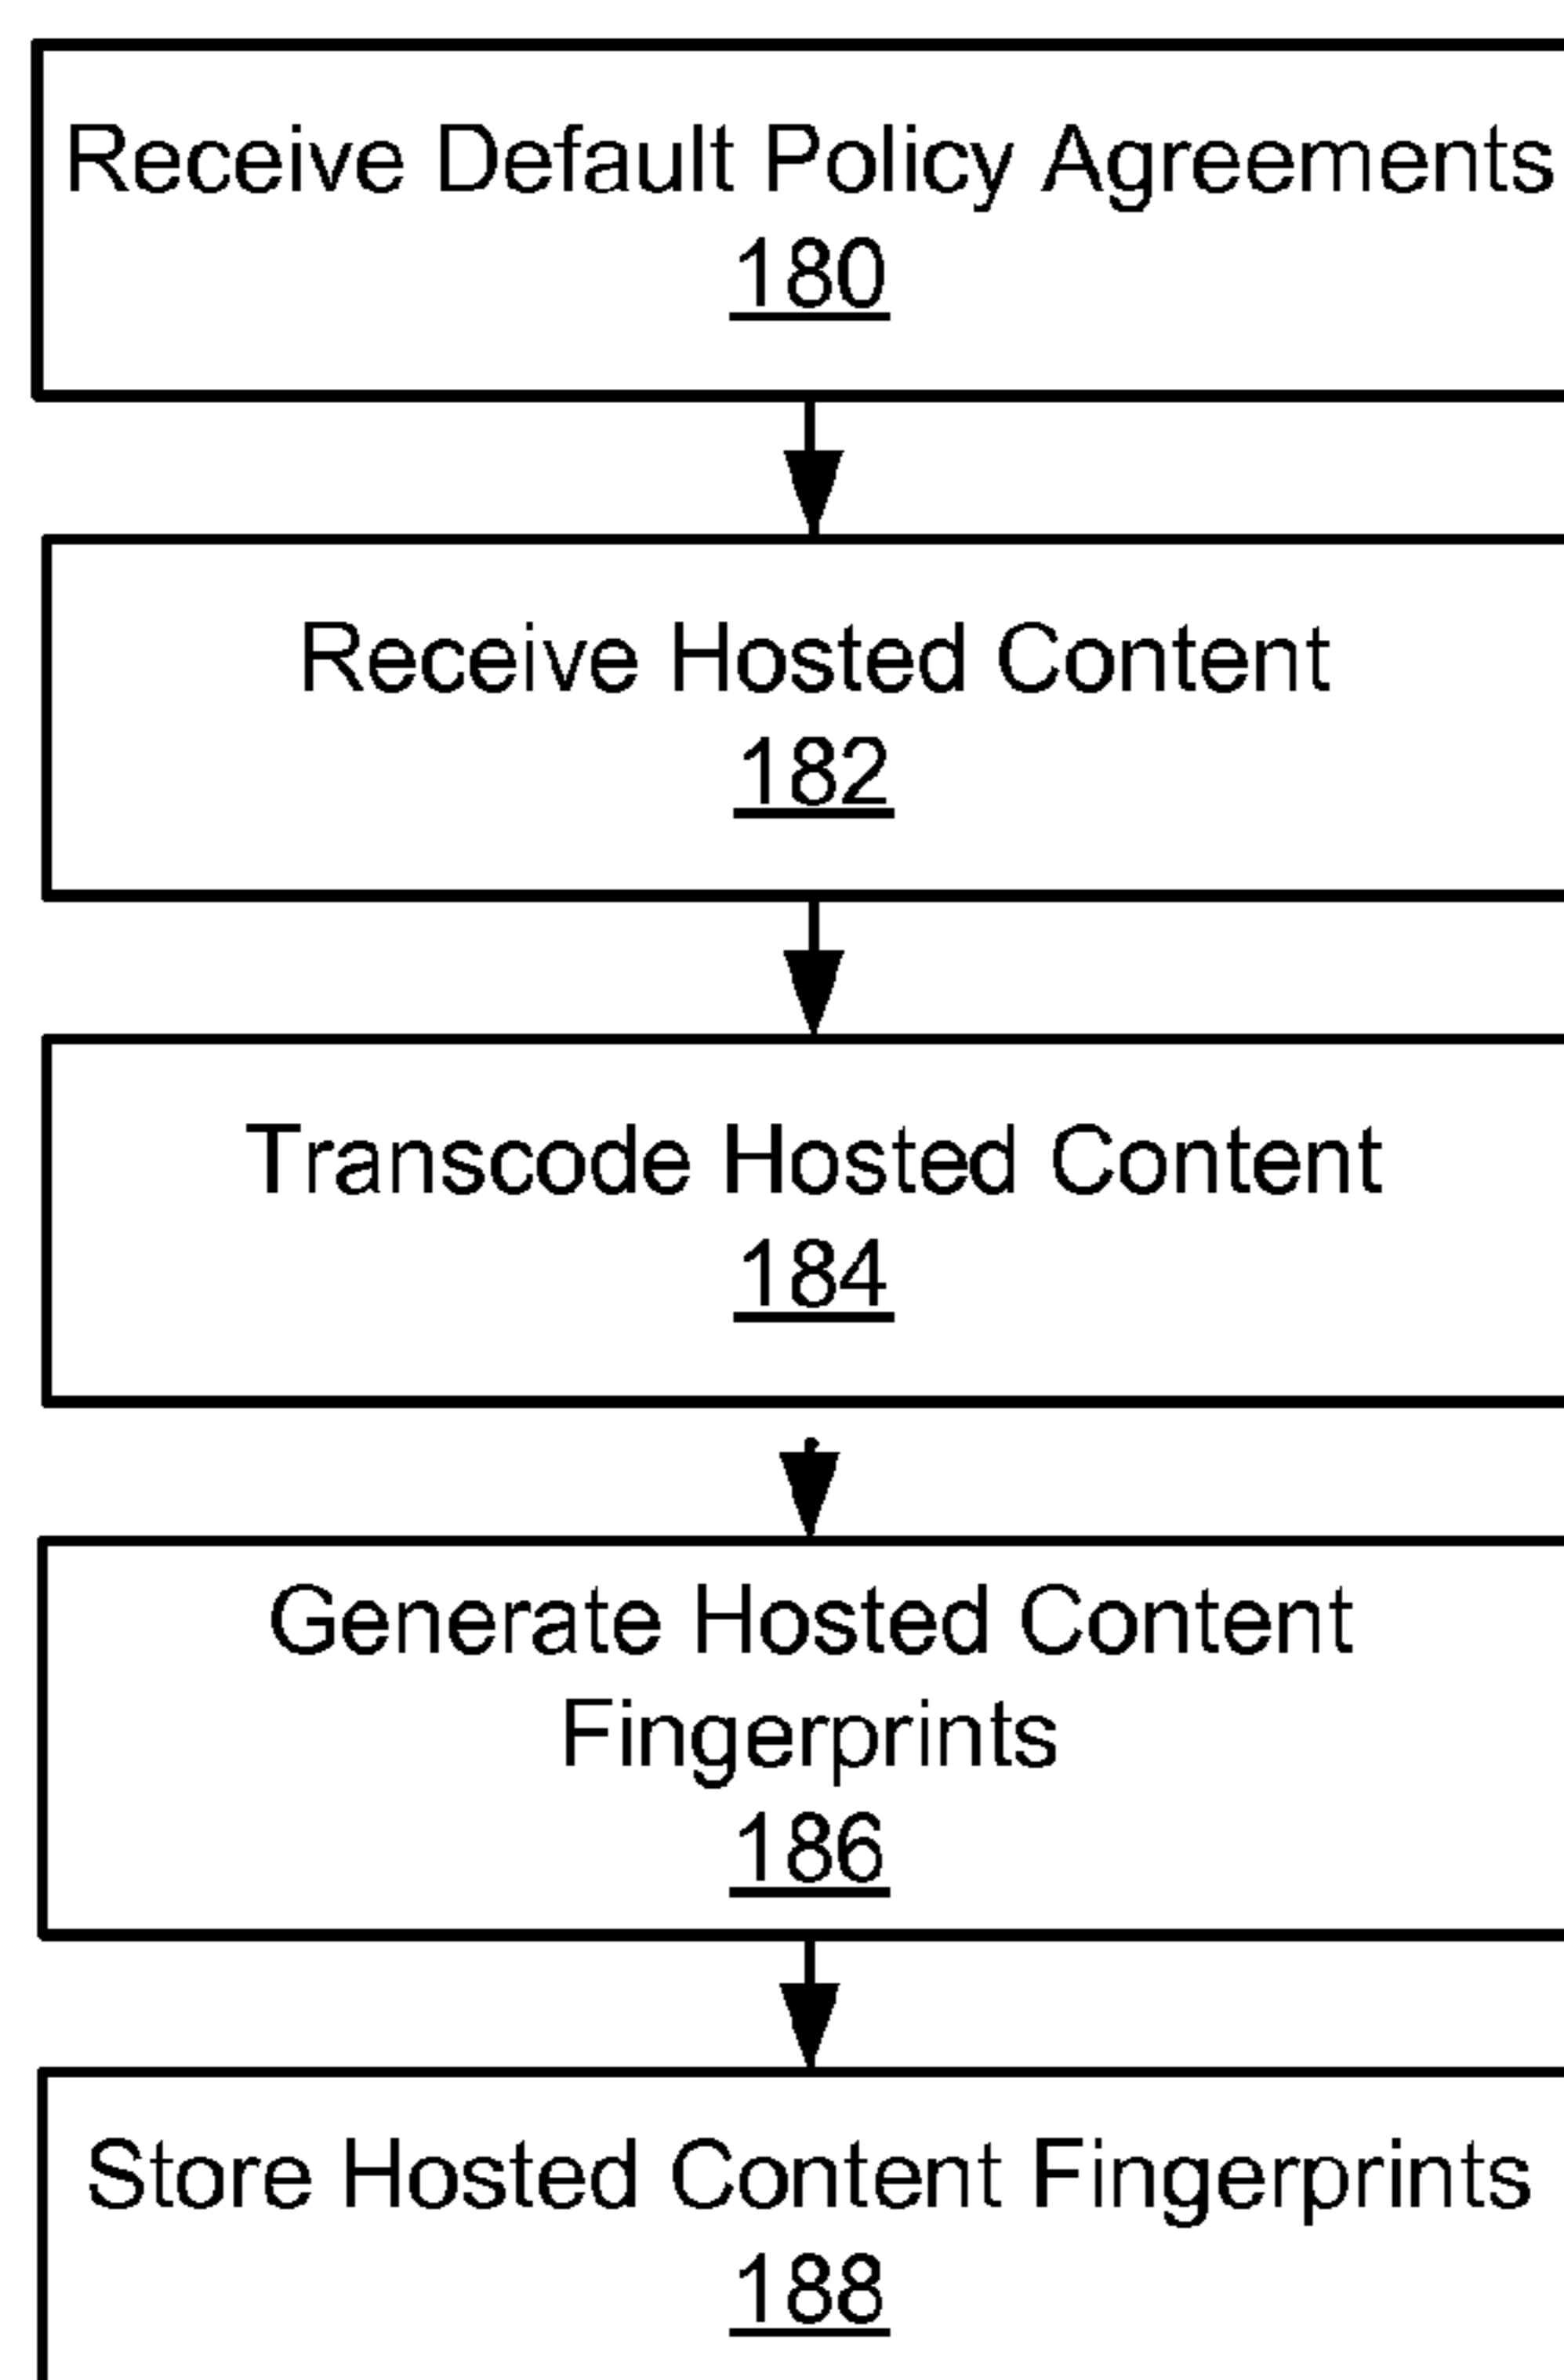 Receive Default Policy Agreements
180
Receive Hosted Content
182
Transcode Hosted Content
184
Generate Hosted Content
Fingerprints
186
Store Hosted Content Fingerprints
188